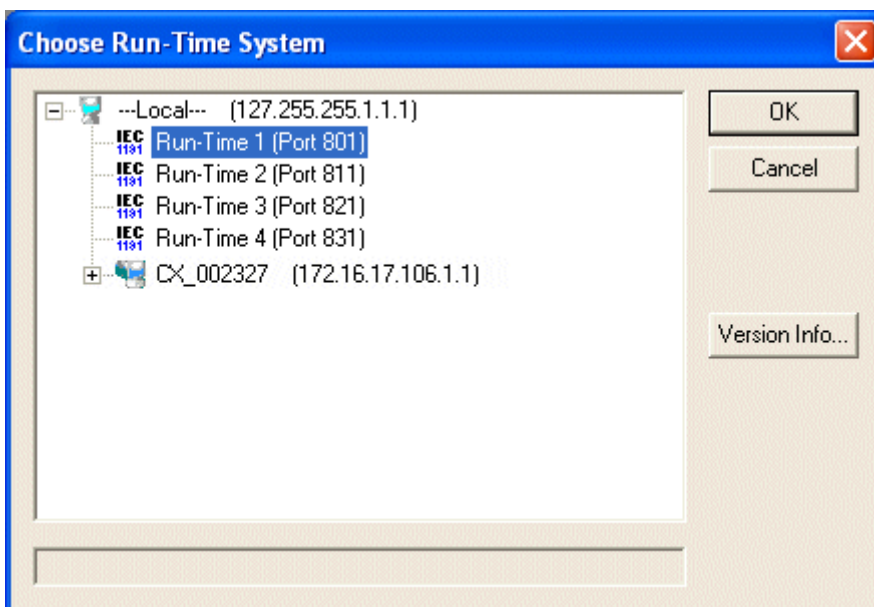 Choose Run-Time System
---Local--- (127.255.255.1.1.1)
IEC 1131 Run-Time 1 (Port 801)
IEC 1131 Run-Time 2 (Port 811)
IEC 1131 Run-Time 3 (Port 821)
IEC 1131 Run-Time 4 (Port 831)
CX_002327 (172.16.17.106.1.1)
OK
Cancel
Version Info...